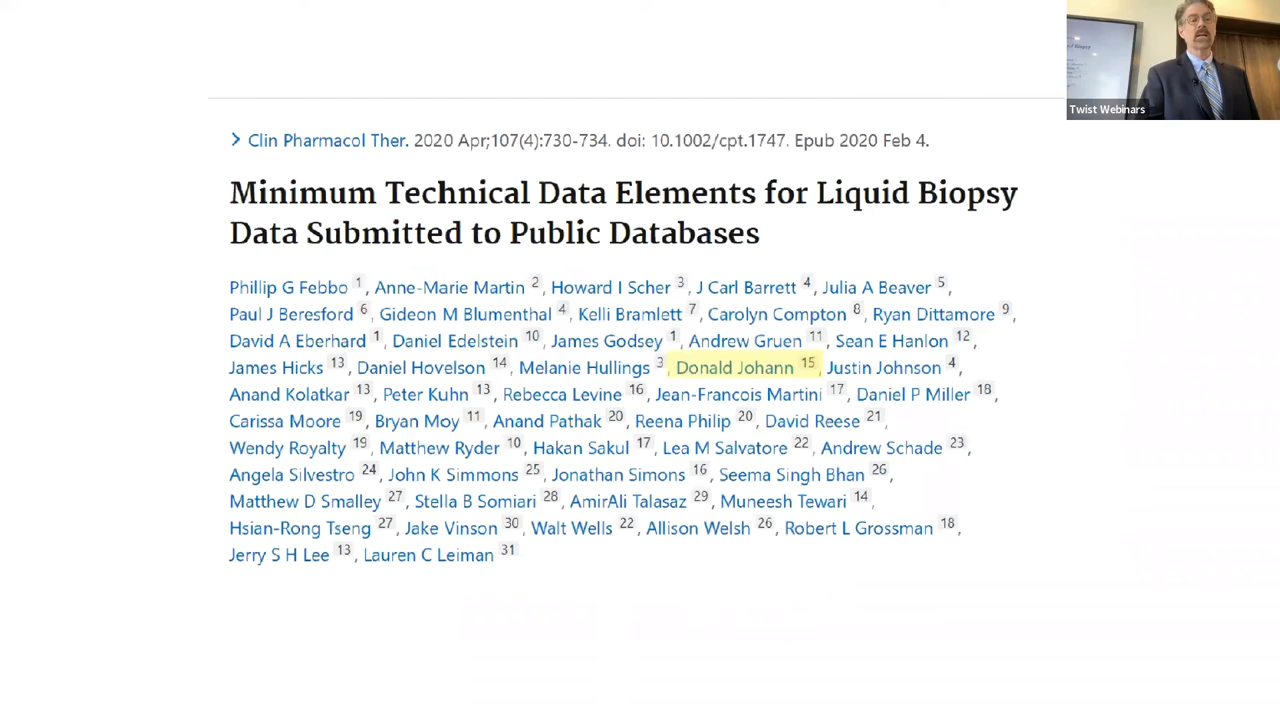 Twist Webinars
> Clin Pharmacol Ther. 2020 Apr;107(4):730-734. doi: 10.1002/cpt.1747. Epub 2020 Feb 4.
Minimum Technical Data Elements for Liquid Biopsy
Data Submitted to Public Databases
Phillip G Febbo 1, Anne-Marie Martin 2, Howard I Scher 3, J Carl Barrett 4, Julia A Beaver 5,
Paul J Beresford 6, Gideon M Blumenthal 4, Kelli Bramlett 7, Carolyn Compton 8, Ryan Dittamore 9,
David A Eberhard 1, Daniel Edelstein 10, James Godsey 1, Andrew Gruen 11, Sean E Hanlon 12,
James Hicks 13, Daniel Hovelson 14, Melanie Hullings 3, Donald Johann 15, Justin Johnson 4,
Anand Kolatkar 13, Peter Kuhn 13, Rebecca Levine 16, Jean-Francois Martini 17, Daniel P Miller 18,
Carissa Moore 19, Bryan Moy 11, Anand Pathak 20, Reena Philip 20, David Reese 21,
Wendy Royalty 19, Matthew Ryder 10, Hakan Sakul 17, Lea M Salvatore 22, Andrew Schade 23,
Angela Silvestro 24, John K Simmons 25, Jonathan Simons 16, Seema Singh Bhan 26,
Matthew D Smalley 27, Stella B Somiari 28, AmirAli Talasaz 29, Muneesh Tewari 14,
Hsian-Rong Tseng 27, Jake Vinson 30, Walt Wells 22, Allison Welsh 26, Robert L Grossman 18,
Jerry S H Lee 13, Lauren C Leiman 31